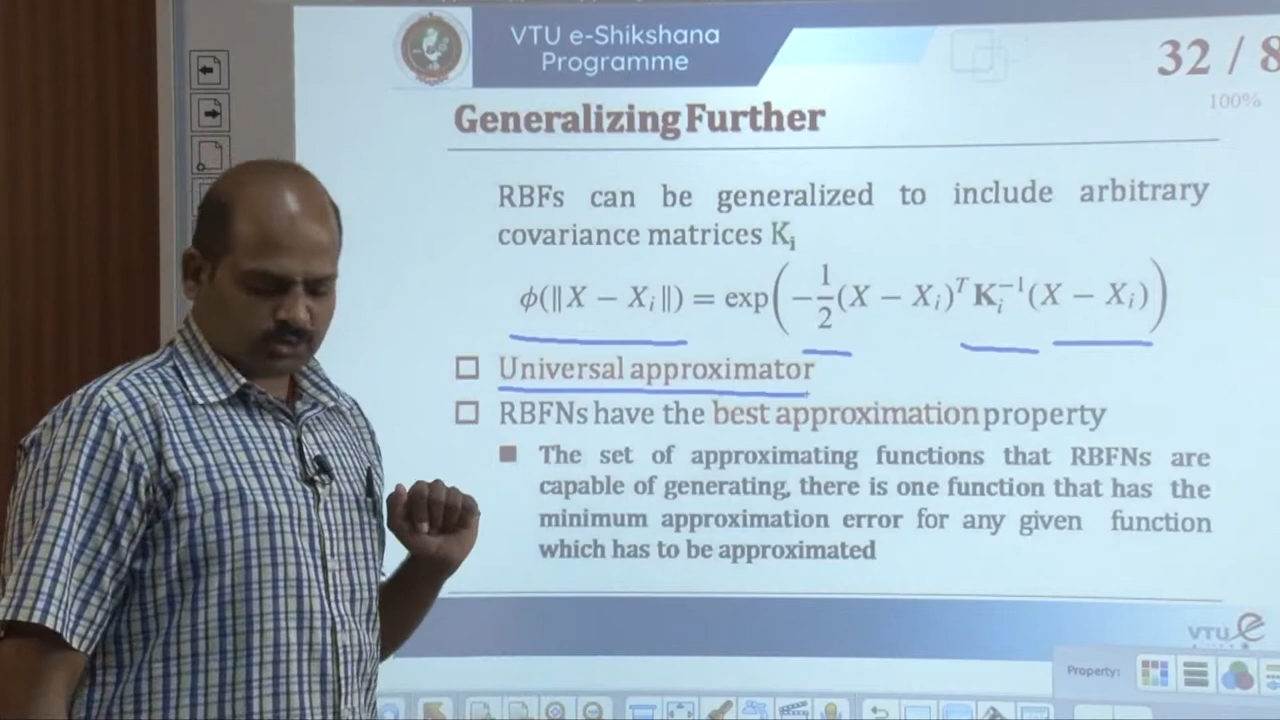 VTU e-Shikshana
Programme
32 / 8
100%
Generalizing Further
RBFs can be generalized to include arbitrary
covariance matrices Kᵢ
ϕ(‖X − Xᵢ‖) = exp(−1/2(X − Xᵢ)ᵀ Kᵢ⁻¹(X − Xᵢ))
Universal approximator
RBFNs have the best approximation property
The set of approximating functions that RBFNs are
capable of generating, there is one function that has the
minimum approximation error for any given function
which has to be approximated
VTU e
Property: